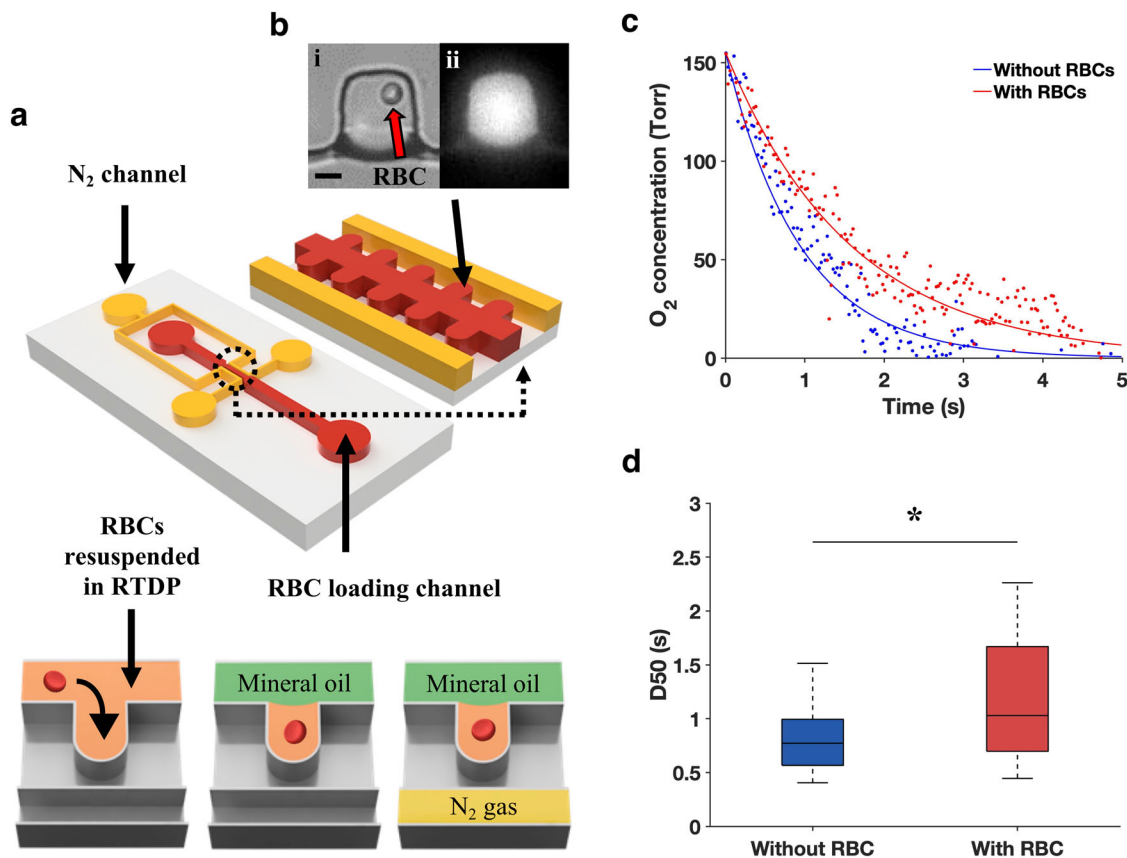 a
N₂ channel
RBCs
resuspended
in RTDP
RBC loading channel
Mineral oil
Mineral oil
N₂ gas
b
i
ii
RBC
c
150
100
50
0
O₂ concentration (Torr)
Without RBCs
With RBCs
0
1
2
3
4
5
Time (s)
d
3
2.5
2
1.5
1
0.5
0
D50 (s)
*
Without RBC
With RBC